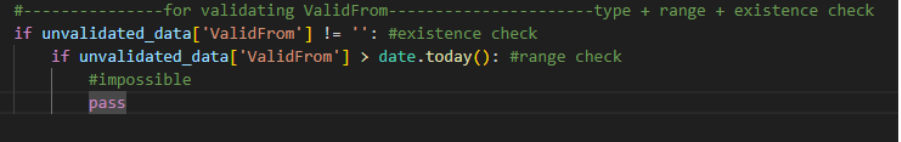 #---------------for validating ValidFrom----------------------type + range + existence check
if unvalidated_data['ValidFrom'] != '': #existence check
if unvalidated_data['ValidFrom'] > date.today(): #range check
#impossible
pass